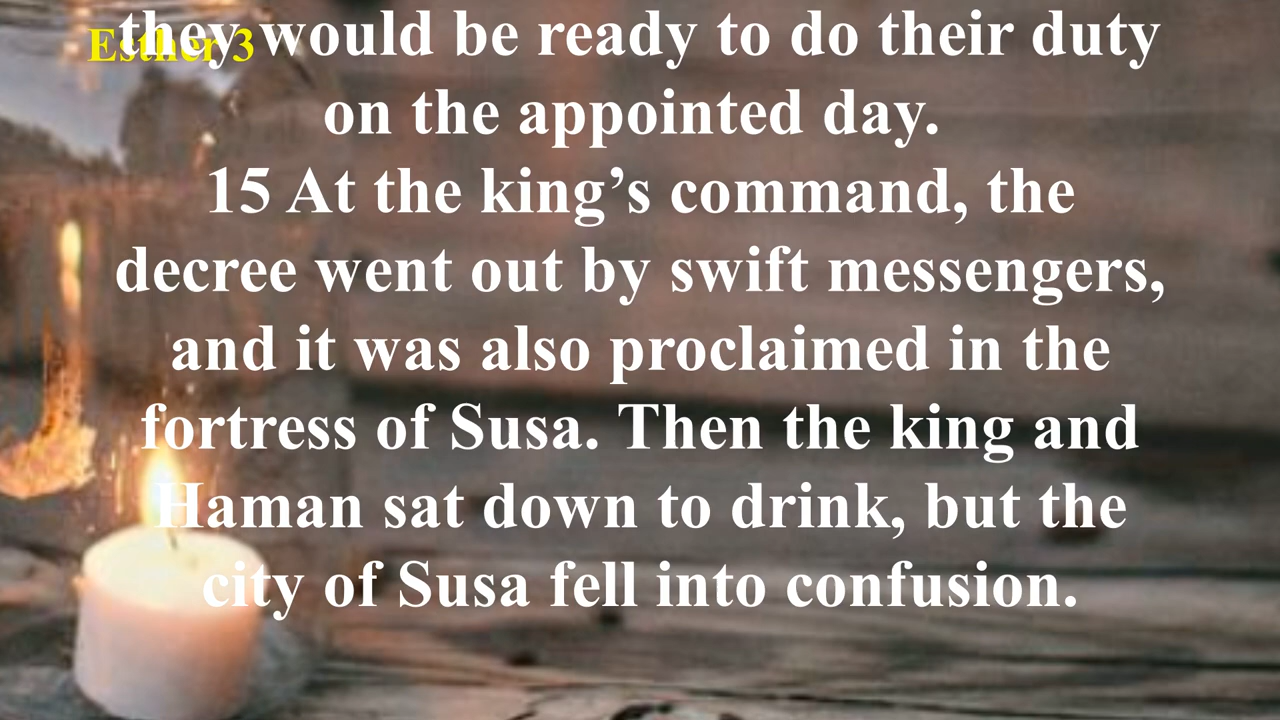 Esther 3
they would be ready to do their duty
on the appointed day.
15 At the king’s command, the
decree went out by swift messengers,
and it was also proclaimed in the
fortress of Susa. Then the king and
Haman sat down to drink, but the
city of Susa fell into confusion.